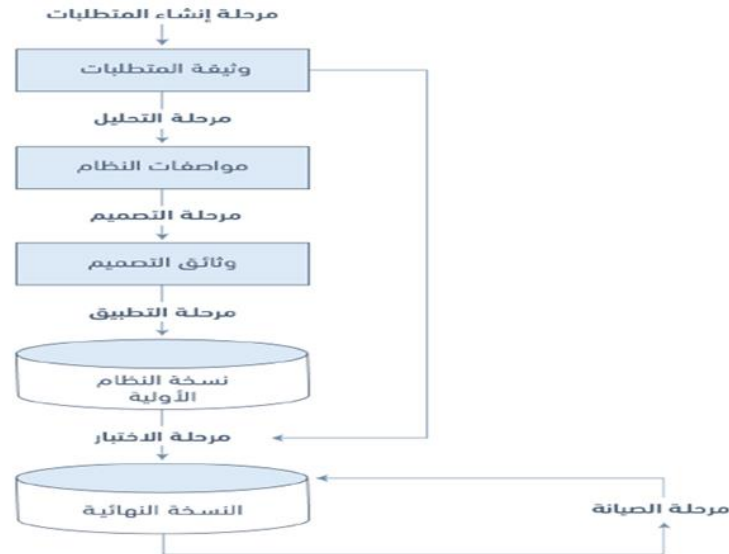 مرحلة إنشاء المتطلبات
وثيقة المتطلبات
مرحلة التحليل
مواصفات النظام
مرحلة التصميم
وثائق التصميم
مرحلة التطبيق
نسخة النظام
الأولية
مرحلة الاختبار
النسخة النهائية
مرحلة الصيانة